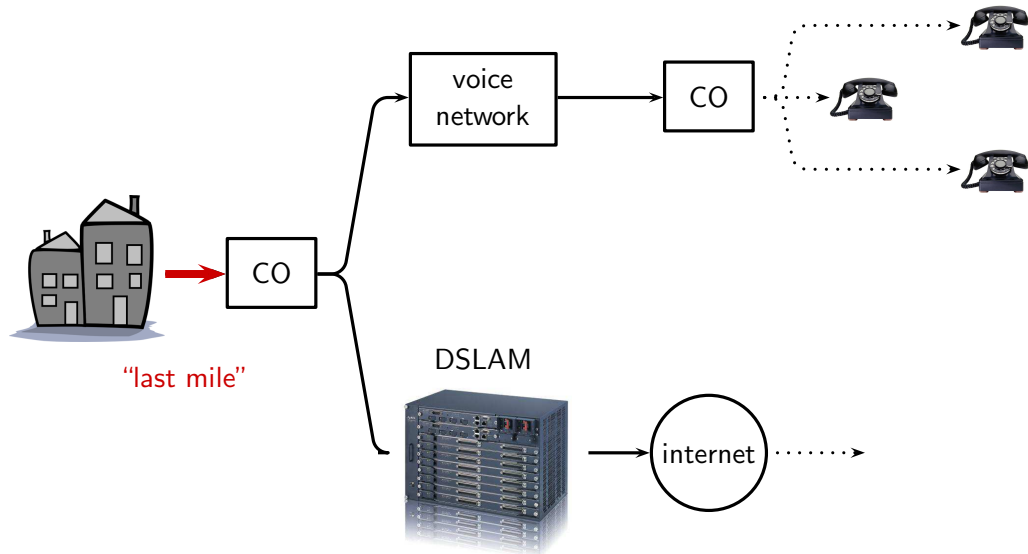 voice
network
CO
CO
“last mile”
DSLAM
internet